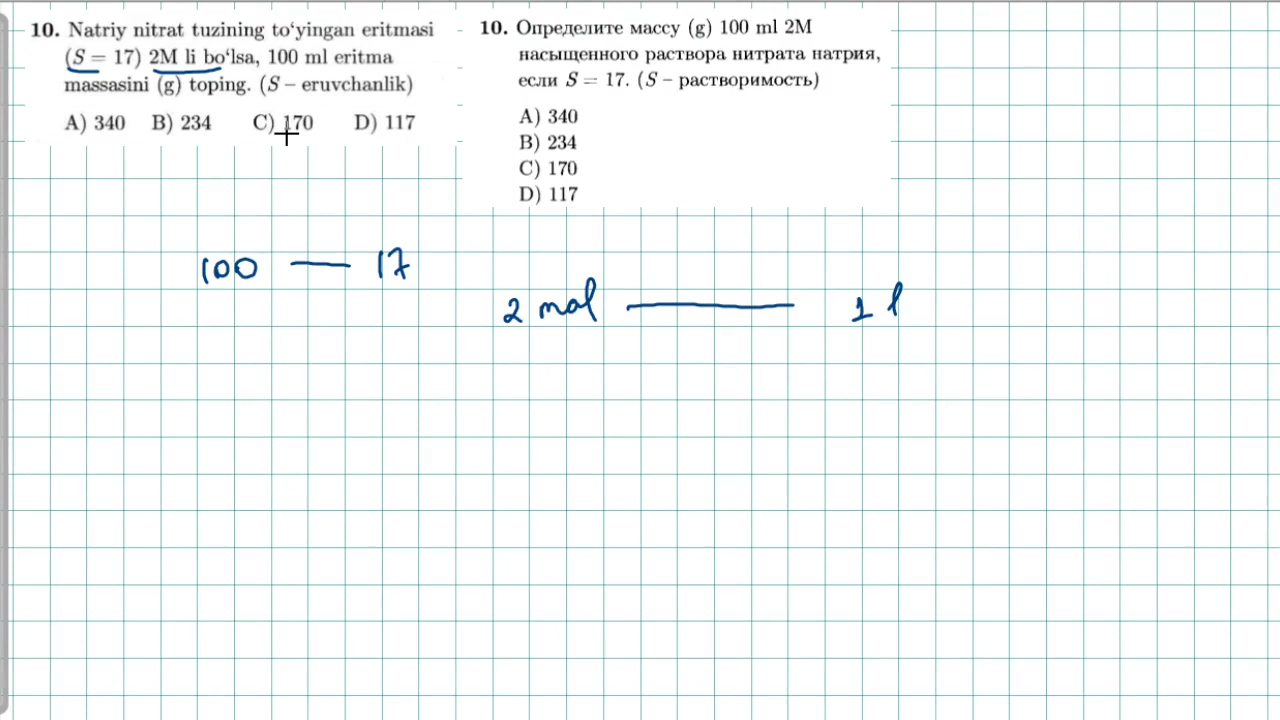 10. Natriy nitrat tuzining to‘yingan eritmasi
(S = 17) 2M li bo‘lsa, 100 ml eritma
massasini (g) toping. (S – eruvchanlik)
A) 340 B) 234 C) 170 D) 117
10. Определите массу (g) 100 ml 2M
насыщенного раствора нитрата натрия,
если S = 17. (S – растворимость)
A) 340
B) 234
C) 170
D) 117
100 — 17
2 mol — 1 l